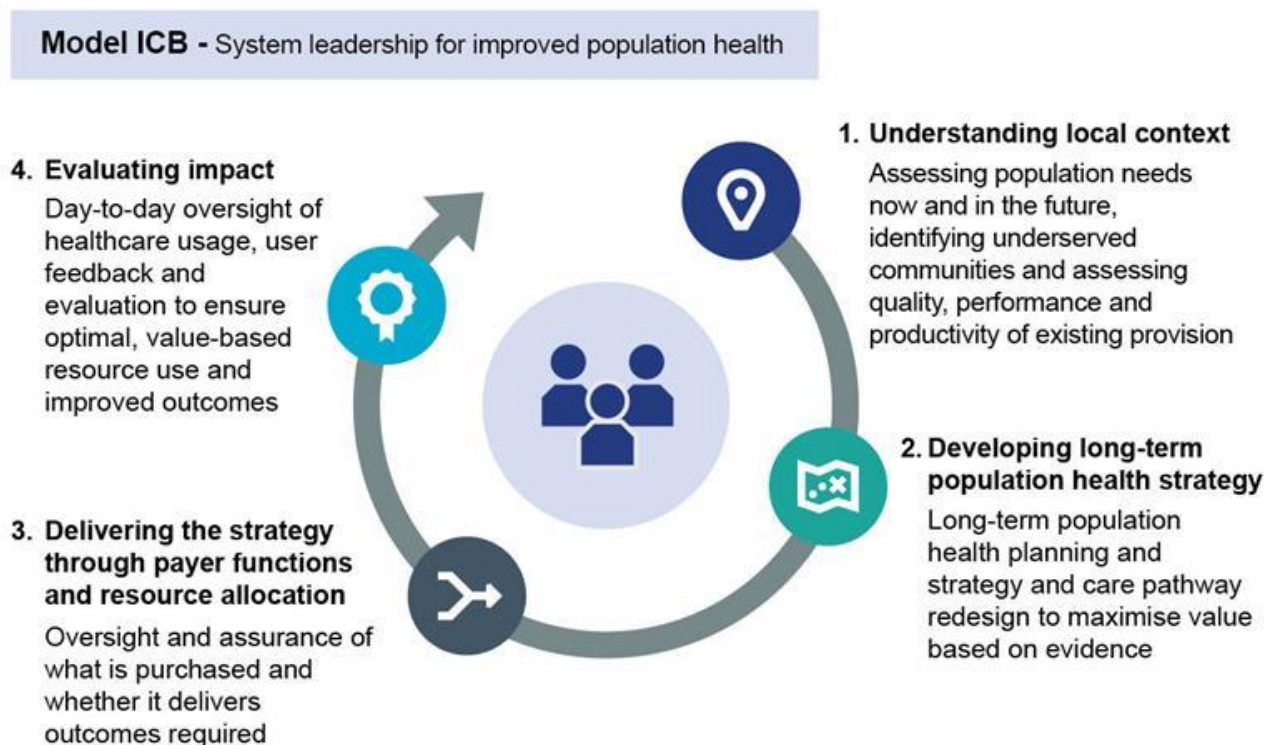 Model ICB - System leadership for improved population health
1. Understanding local context
Assessing population needs
now and in the future,
identifying underserved
communities and assessing
quality, performance and
productivity of existing provision
2. Developing long-term
population health strategy
Long-term population
health planning and
strategy and care pathway
redesign to maximise value
based on evidence
3. Delivering the strategy
through payer functions
and resource allocation
Oversight and assurance of
what is purchased and
whether it delivers
outcomes required
4. Evaluating impact
Day-to-day oversight of
healthcare usage, user
feedback and
evaluation to ensure
optimal, value-based
resource use and
improved outcomes